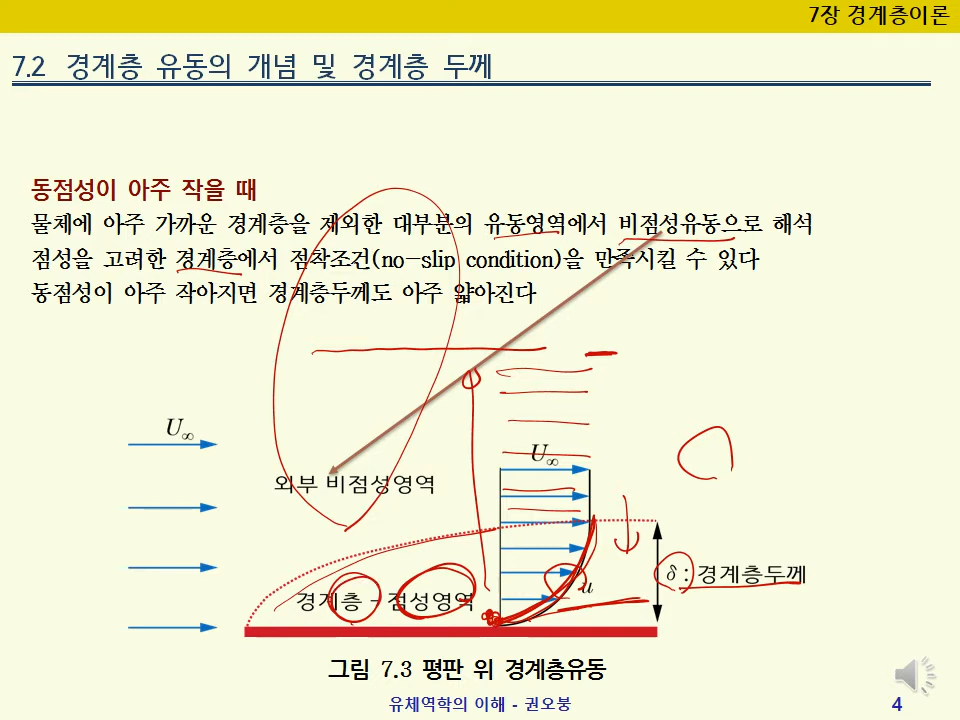 7장 경계층이론
7.2 경계층 유동의 개념 및 경계층 두께
동점성이 아주 작을 때
물체에 아주 가까운 경계층을 제외한 대부분의 유동영역에서 비점성유동으로 해석
점성을 고려한 경계층에서 점착조건(no-slip condition)을 만족시킬 수 있다
동점성이 아주 작아지면 경계층두께도 아주 얇아진다
U∞
U∞
외부 비점성영역
δ : 경계층두께
u
경계층 - 점성영역
그림 7.3 평판 위 경계층유동
유체역학의 이해 - 권오붕
4